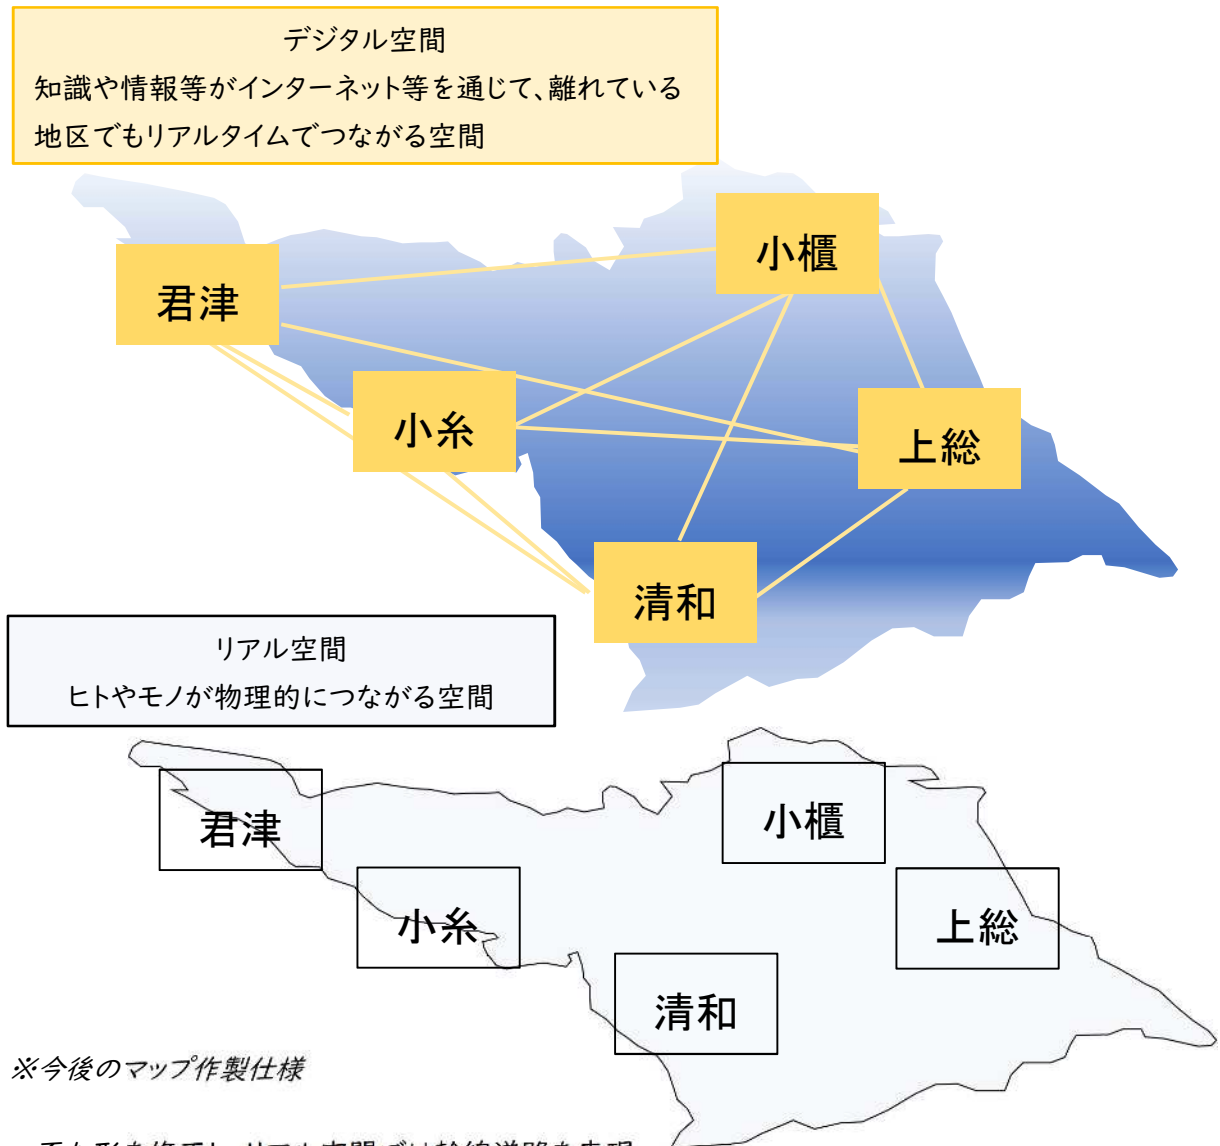 デジタル空間
知識や情報等がインターネット等を通じて、離れている
地区でもリアルタイムでつながる空間
小櫃
君津
小糸
上総
清和
リアル空間
ヒトやモノが物理的につながる空間
小櫃
君津
小糸
上総
清和
※今後のマップ作製仕様